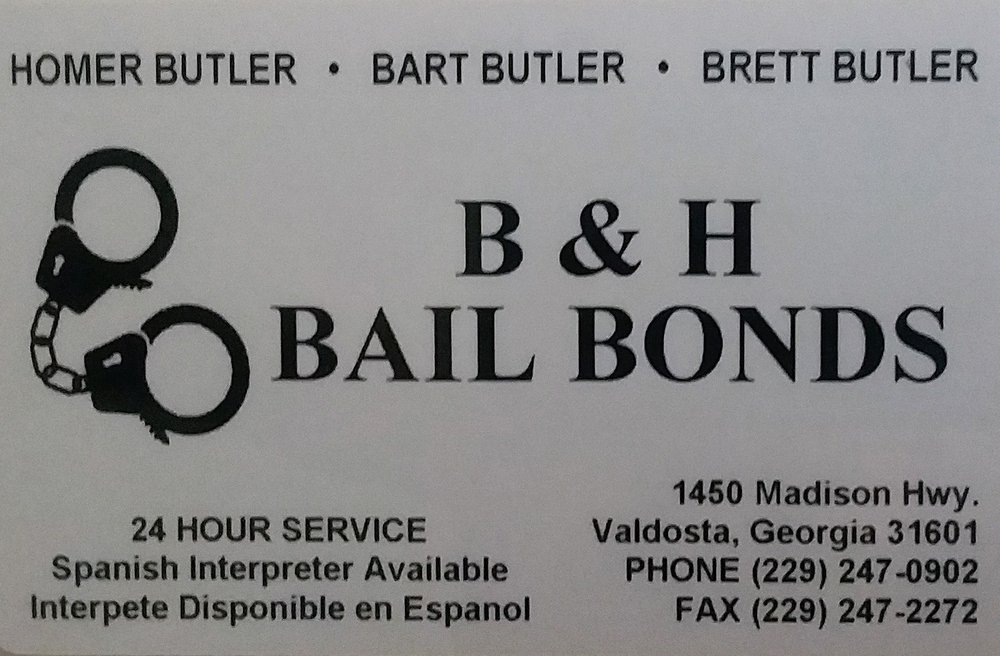 HOMER BUTLER • BART BUTLER • BRETT BUTLER
B & H
BAIL BONDS
24 HOUR SERVICE
Spanish Interpreter Available
Interpete Disponible en Espanol
1450 Madison Hwy.
Valdosta, Georgia 31601
PHONE (229) 247-0902
FAX (229) 247-2272